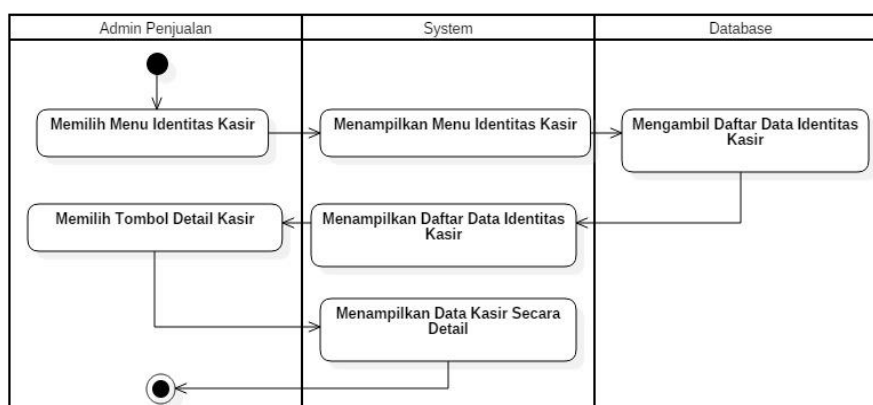 Admin Penjualan
System
Database
Memilih Menu Identitas Kasir
Menampilkan Menu Identitas Kasir
Mengambil Daftar Data Identitas
Kasir
Memilih Tombol Detail Kasir
Menampilkan Daftar Data Identitas
Kasir
Menampilkan Data Kasir Secara
Detail